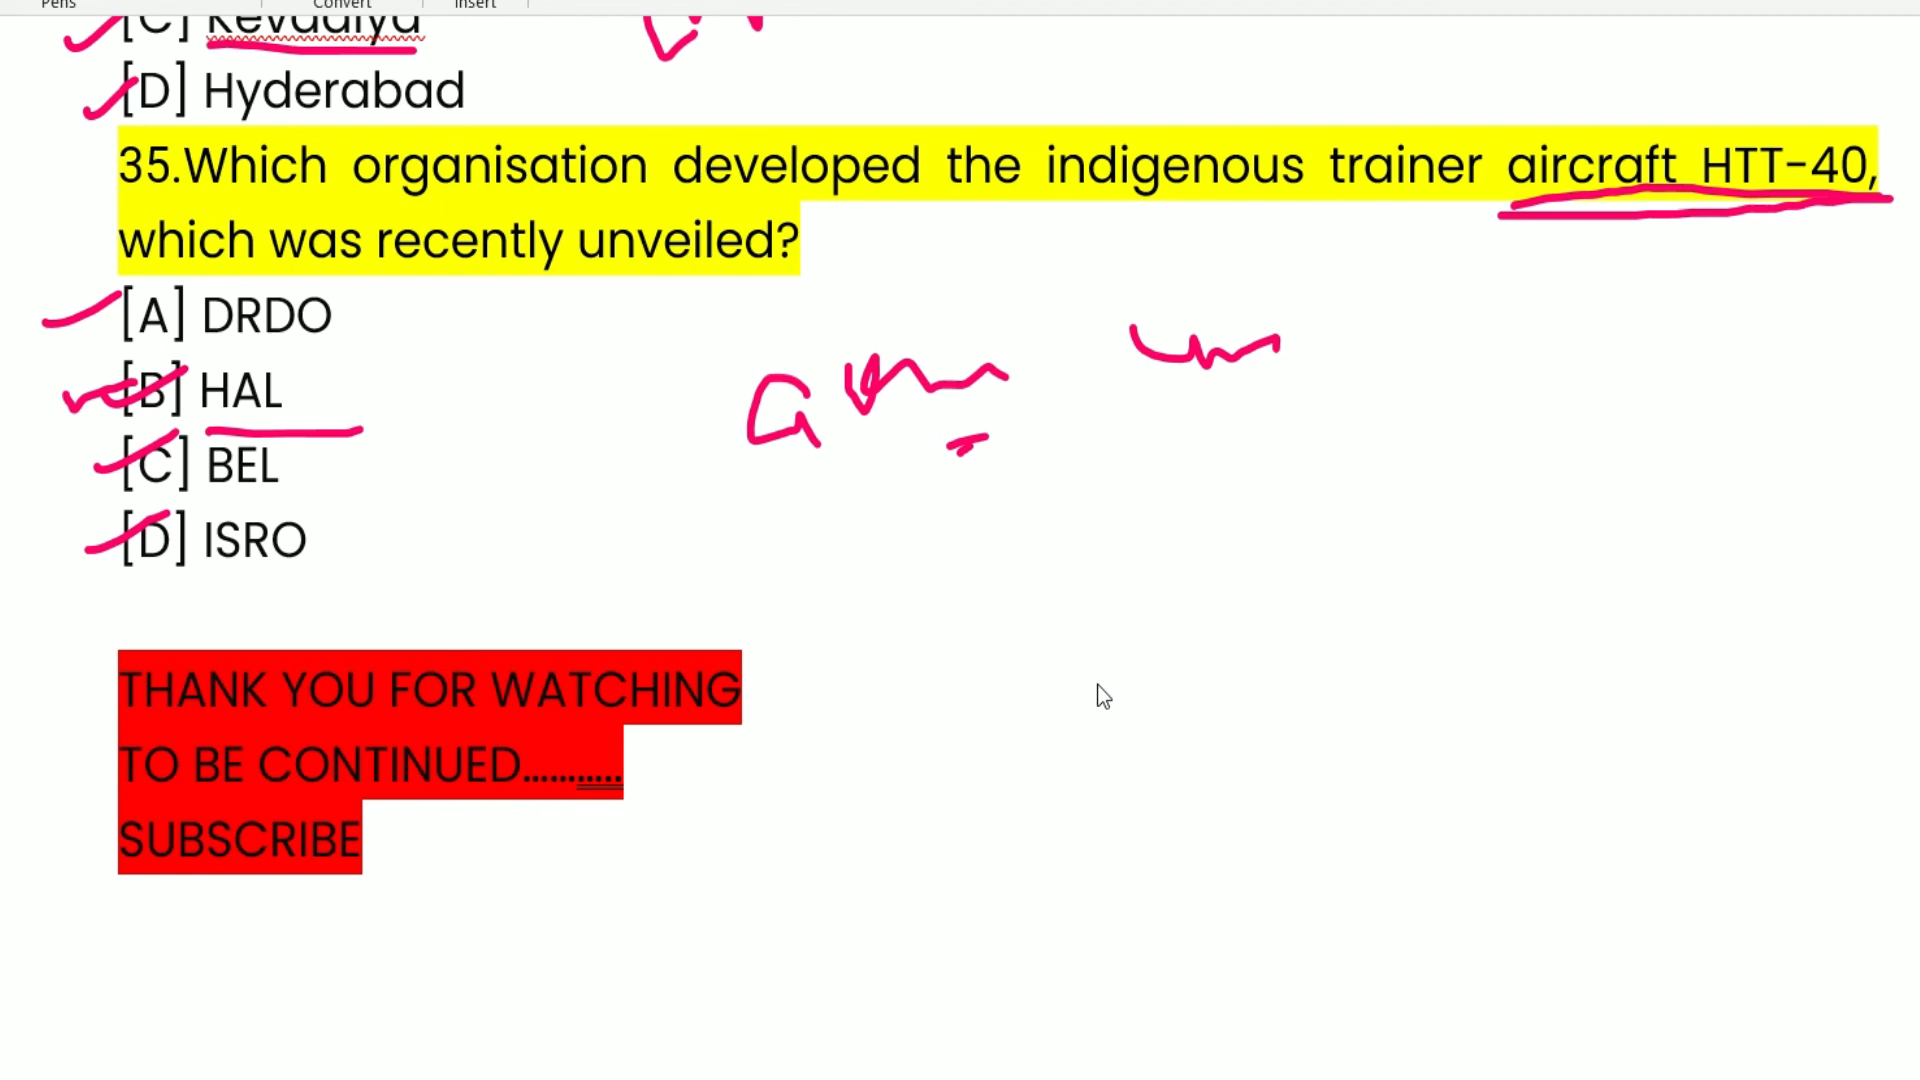 Pens Convert Insert
[C] Kevadiya
[D] Hyderabad
35.Which organisation developed the indigenous trainer aircraft HTT-40,
which was recently unveiled?
[A] DRDO
[B] HAL
[C] BEL
[D] ISRO
THANK YOU FOR WATCHING
TO BE CONTINUED...........
SUBSCRIBE